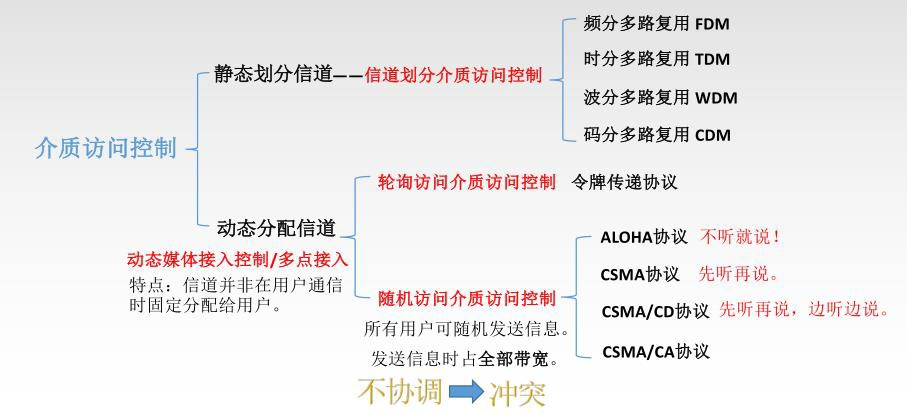 介质访问控制
静态划分信道——信道划分介质访问控制
频分多路复用 FDM
时分多路复用 TDM
波分多路复用 WDM
码分多路复用 CDM
动态分配信道
动态媒体接入控制/多点接入
特点：信道并非在用户通信
时固定分配给用户。
轮询访问介质访问控制 令牌传递协议
随机访问介质访问控制
所有用户可随机发送信息。
发送信息时占全部带宽。
ALOHA协议 不听就说！
CSMA协议 先听再说。
CSMA/CD协议 先听再说，边听边说。
CSMA/CA协议
不协调 冲突